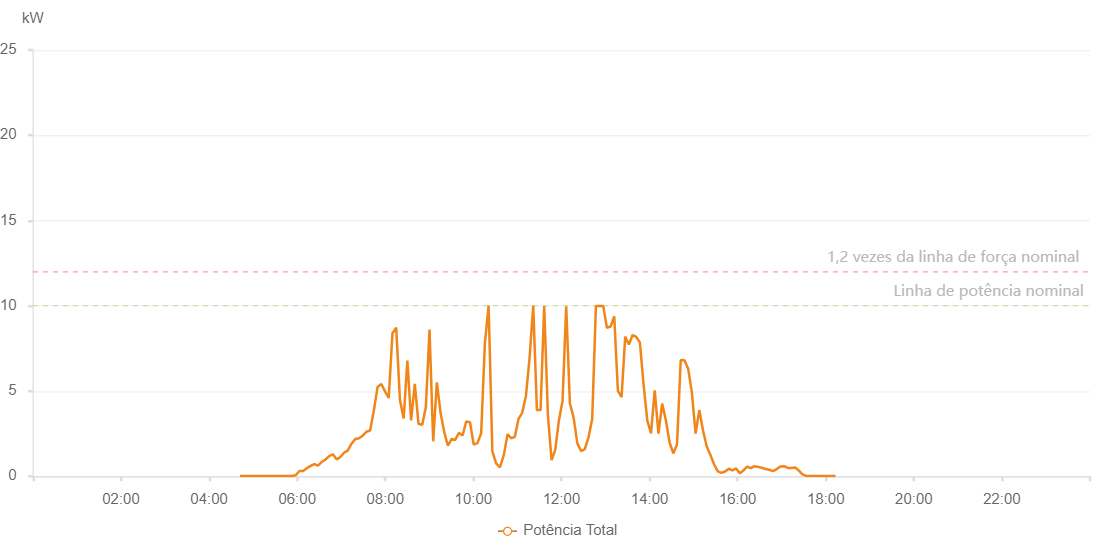 kW
25
20
15
1,2 vezes da linha de força nominal
Linha de potência nominal
10
5
0
02:00 04:00 06:00 08:00 10:00 12:00 14:00 16:00 18:00 20:00 22:00
Potência Total